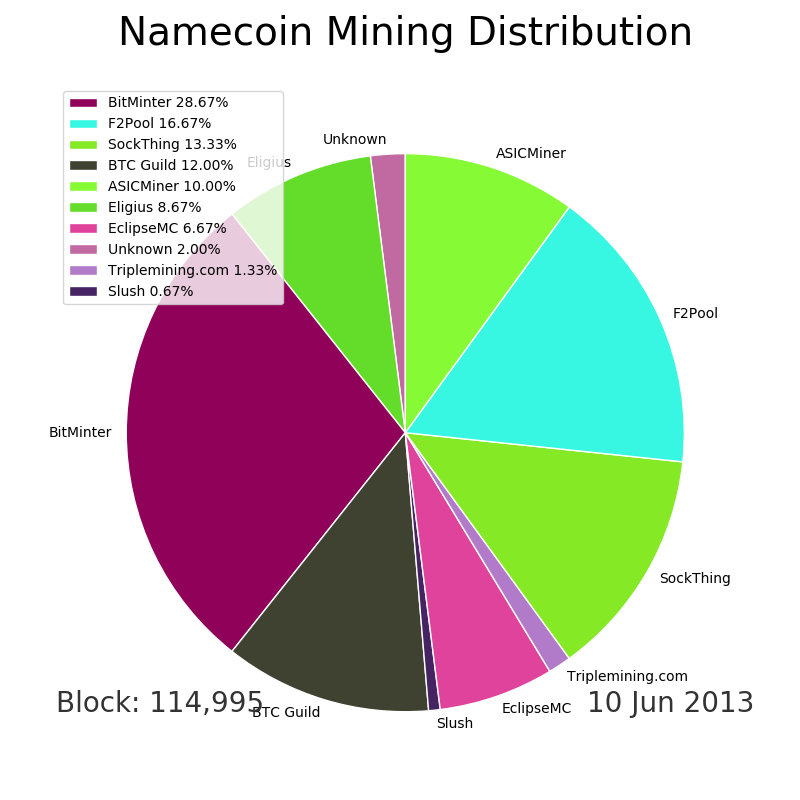 Namecoin Mining Distribution
BitMinter 28.67%
F2Pool 16.67%
SockThing 13.33%
BTC Guild 12.00%
ASICMiner 10.00%
Eligius 8.67%
EclipseMC 6.67%
Unknown 2.00%
Triplemining.com 1.33%
Slush 0.67%
Unknown
ASICMiner
Eligius
F2Pool
BitMinter
SockThing
Triplemining.com
EclipseMC
BTC Guild
Slush
Block: 114,995
10 Jun 2013